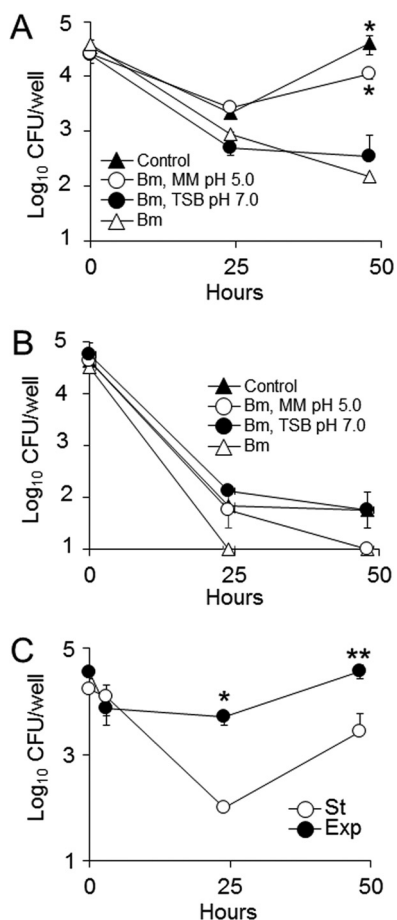 A
Log10 CFU/well
5
4
3
2
1
*
*
Control
Bm, MM pH 5.0
Bm, TSB pH 7.0
Bm
0
25
50
Hours
B
Log10 CFU/well
5
4
3
2
1
Control
Bm, MM pH 5.0
Bm, TSB pH 7.0
Bm
0
25
50
Hours
C
Log10 CFU/well
5
3
1
*
**
St
Exp
0
25
50
Hours